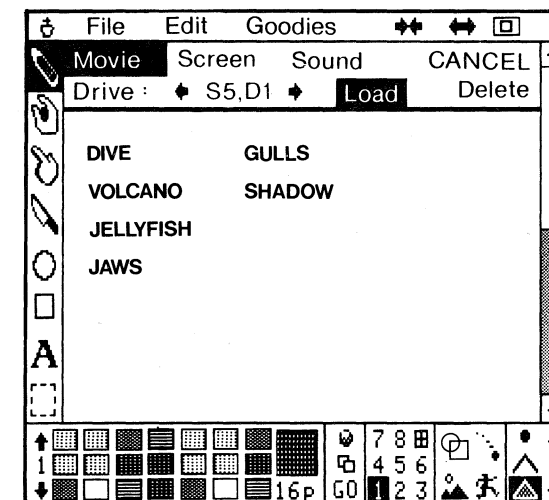 File Edit Goodies
Movie Screen Sound CANCEL
Drive : S5,D1 Load Delete
DIVE GULLS
VOLCANO SHADOW
JELLYFISH
JAWS
A
7 8
1 4 5 6
16p GO 1 2 3